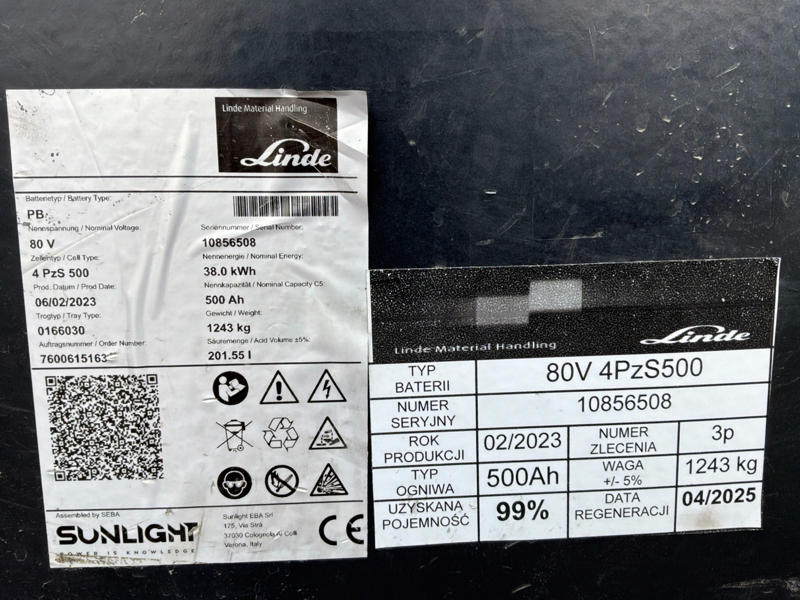 Linde Material Handling
Linde
Batterietyp / Battery Type:
PB
Nennspannung / Nominal Voltage:
80 V
Zellentyp / Cell Type:
4 PzS 500
Prod. Datum / Prod Date:
06/02/2023
Trogtyp / Tray Type:
0166030
Auftragsnummer / Order Number:
7600615163
Seriennummer / Serial Number:
10856508
Nennenergie / Nominal Energy:
38.0 kWh
Nennkapazität / Nominal Capacity C5:
500 Ah
Gewicht / Weight:
1243 kg
Säuremenge / Acid Volume ±5%:
201.55 l
Assembled by SEBA
SUNLIGHT
POWER IS KNOWLEDGE
Sunlight EBA Srl
175, Via Strà
37030 Colognola Ai Colli
Verona, Italy
CE
Linde Material Handling
Linde
TYP BATERII 80V 4PzS500
NUMER SERYJNY 10856508
ROK PRODUKCJI 02/2023 NUMER ZLECENIA 3p
TYP OGNIWA 500Ah WAGA +/- 5% 1243 kg
UZYSKANA POJEMNOŚĆ 99% DATA REGENERACJI 04/2025